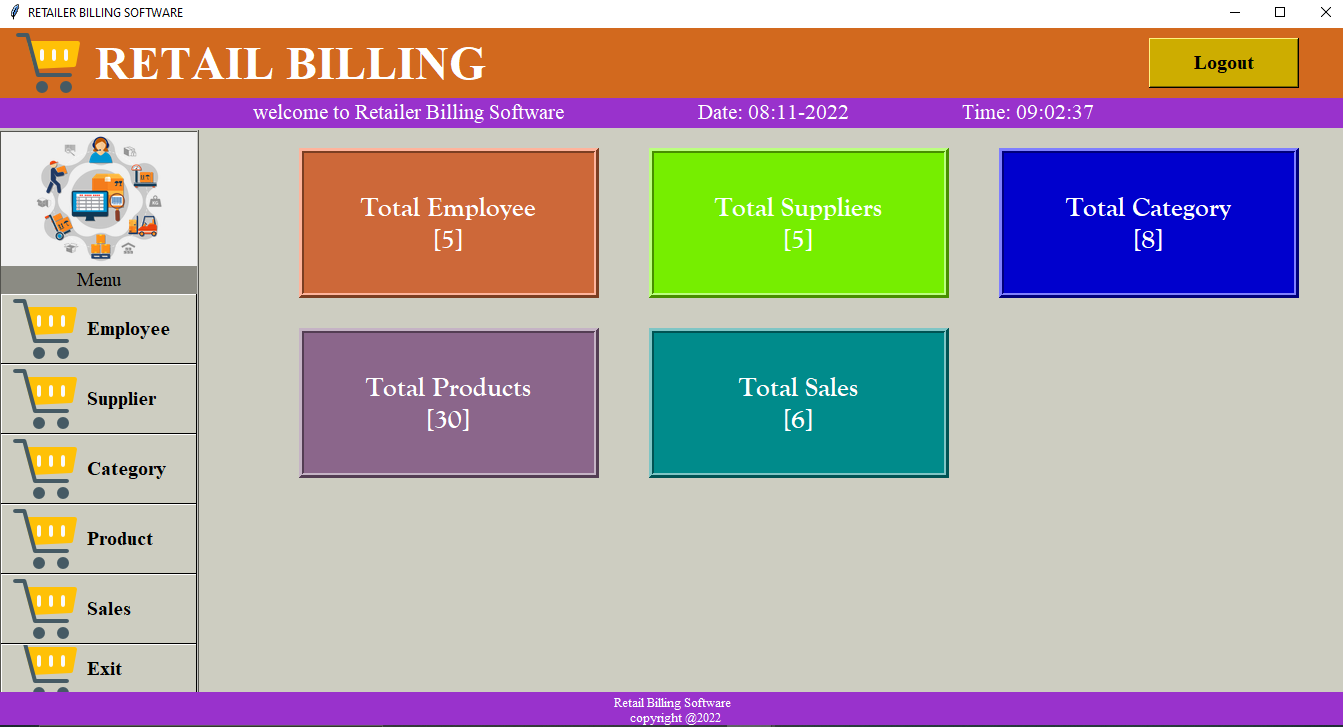 RETAILER BILLING SOFTWARE
RETAIL BILLING
Logout
welcome to Retailer Billing Software
Date: 08:11-2022
Time: 09:02:37
Menu
Employee
Supplier
Category
Product
Sales
Exit
Total Employee
[5]
Total Suppliers
[5]
Total Category
[8]
Total Products
[30]
Total Sales
[6]
Retail Billing Software
copyright @2022